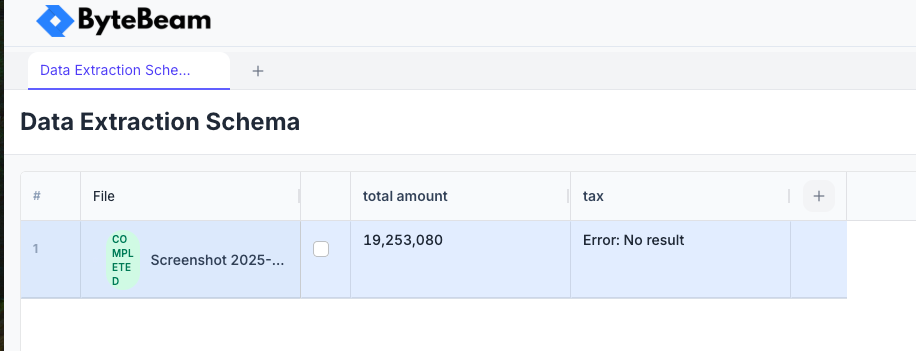 ByteBeam
Data Extraction Sche...
Data Extraction Schema
# File total amount tax
1 COMPLETED Screenshot 2025-... 19,253,080 Error: No result